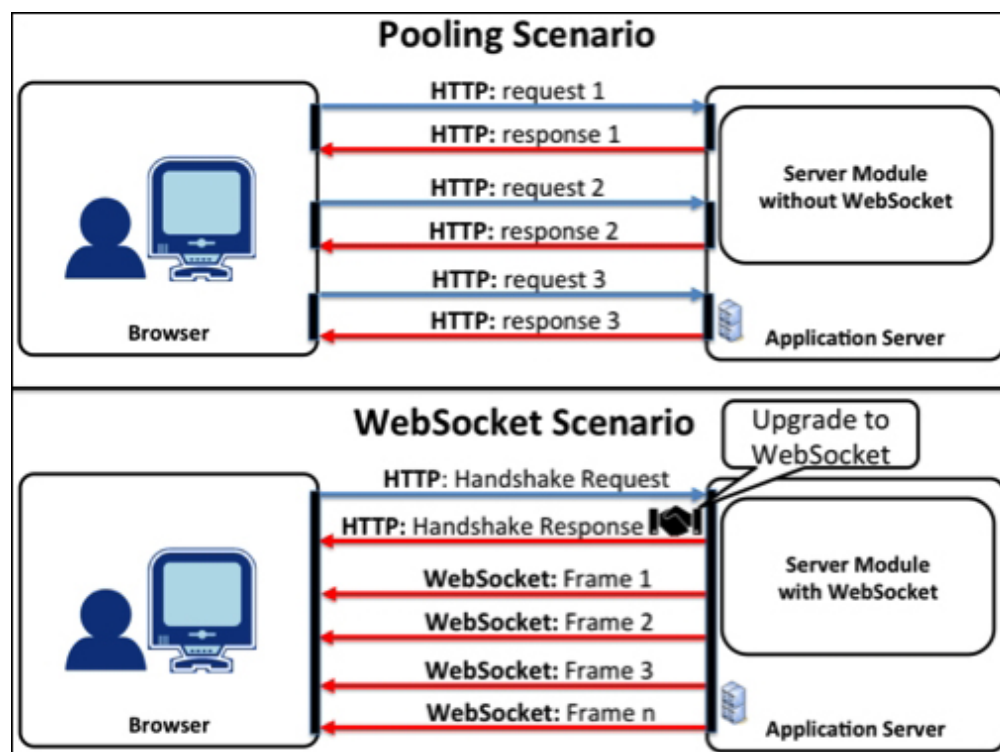 Pooling Scenario
HTTP: request 1
HTTP: response 1
HTTP: request 2
HTTP: response 2
HTTP: request 3
HTTP: response 3
Browser
Server Module
without WebSocket
Application Server
WebSocket Scenario
Upgrade to
WebSocket
HTTP: Handshake Request
HTTP: Handshake Response
WebSocket: Frame 1
WebSocket: Frame 2
WebSocket: Frame 3
WebSocket: Frame n
Browser
Server Module
with WebSocket
Application Server